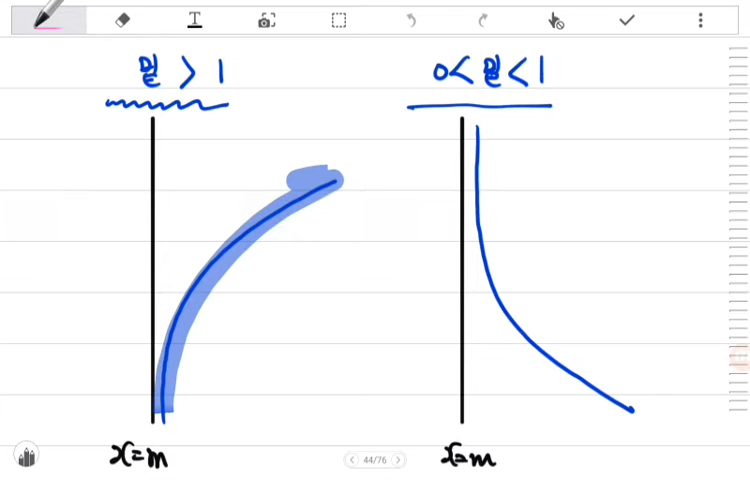 밑 > 1
0 < 밑 < 1
x=m
x=m
44/76